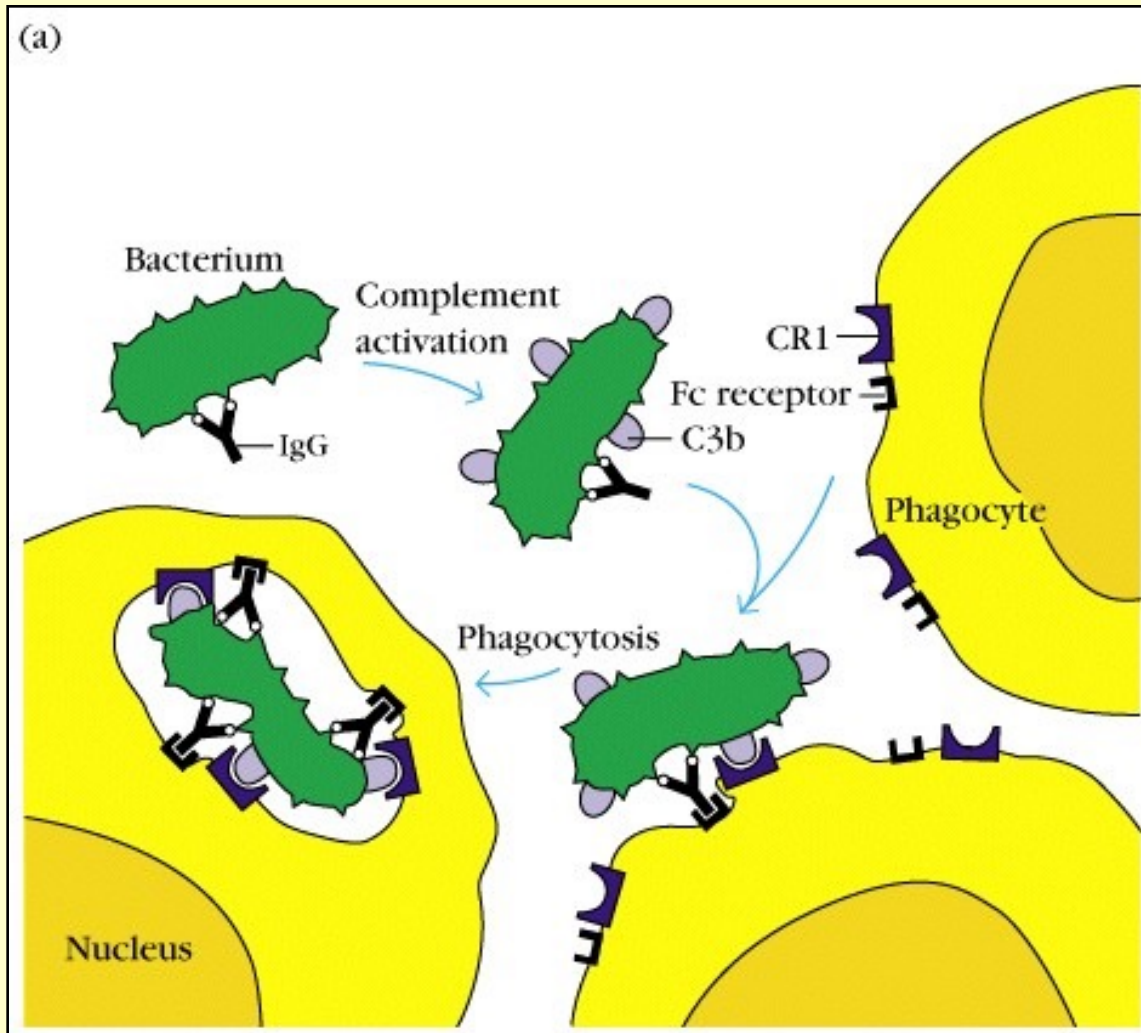 (a)
Bacterium
Complement
activation
IgG
CR1
Fc receptor
C3b
Phagocyte
Phagocytosis
Nucleus